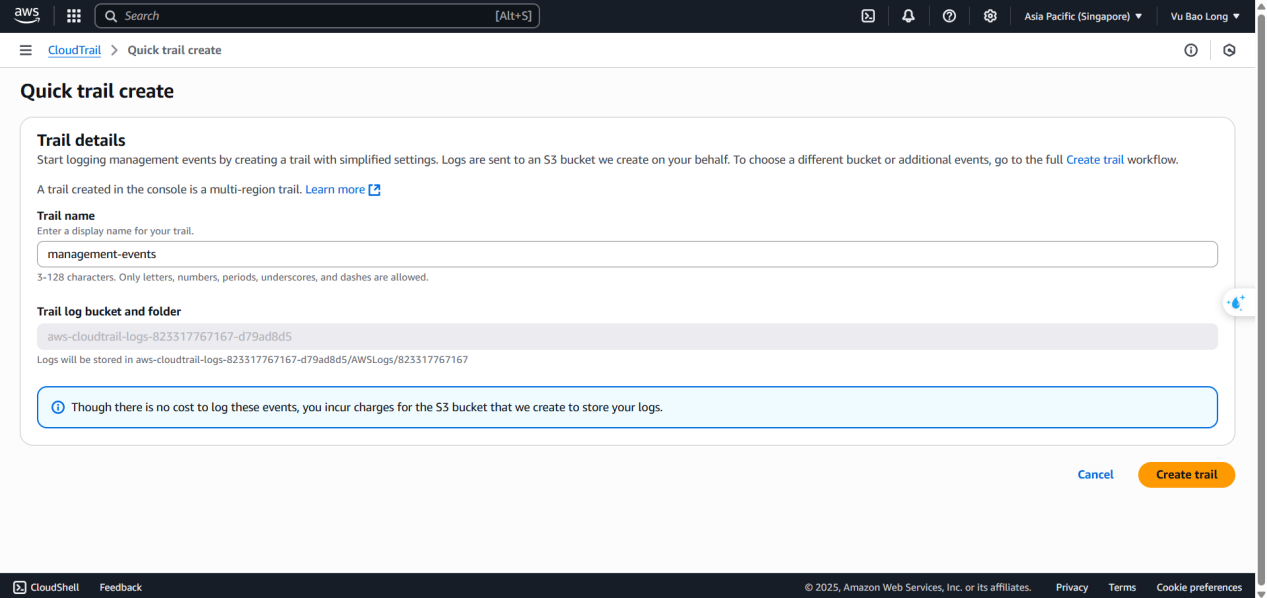 aws
Search [Alt+S]
Asia Pacific (Singapore)
Vu Bao Long
CloudTrail
Quick trail create
Quick trail create
Trail details
Start logging management events by creating a trail with simplified settings. Logs are sent to an S3 bucket we create on your behalf. To choose a different bucket or additional events, go to the full Create trail workflow.
A trail created in the console is a multi-region trail. Learn more
Trail name
Enter a display name for your trail.
management-events
3-128 characters. Only letters, numbers, periods, underscores, and dashes are allowed.
Trail log bucket and folder
aws-cloudtrail-logs-823317767167-d79ad8d5
Logs will be stored in aws-cloudtrail-logs-823317767167-d79ad8d5/AWSLogs/823317767167
Though there is no cost to log these events, you incur charges for the S3 bucket that we create to store your logs.
Cancel
Create trail
CloudShell
Feedback
© 2025, Amazon Web Services, Inc. or its affiliates.
Privacy
Terms
Cookie preferences